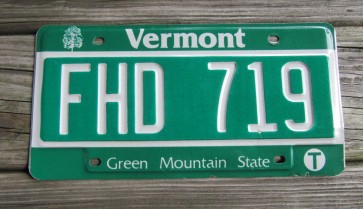 Vermont
FHD 719
Green Mountain State T